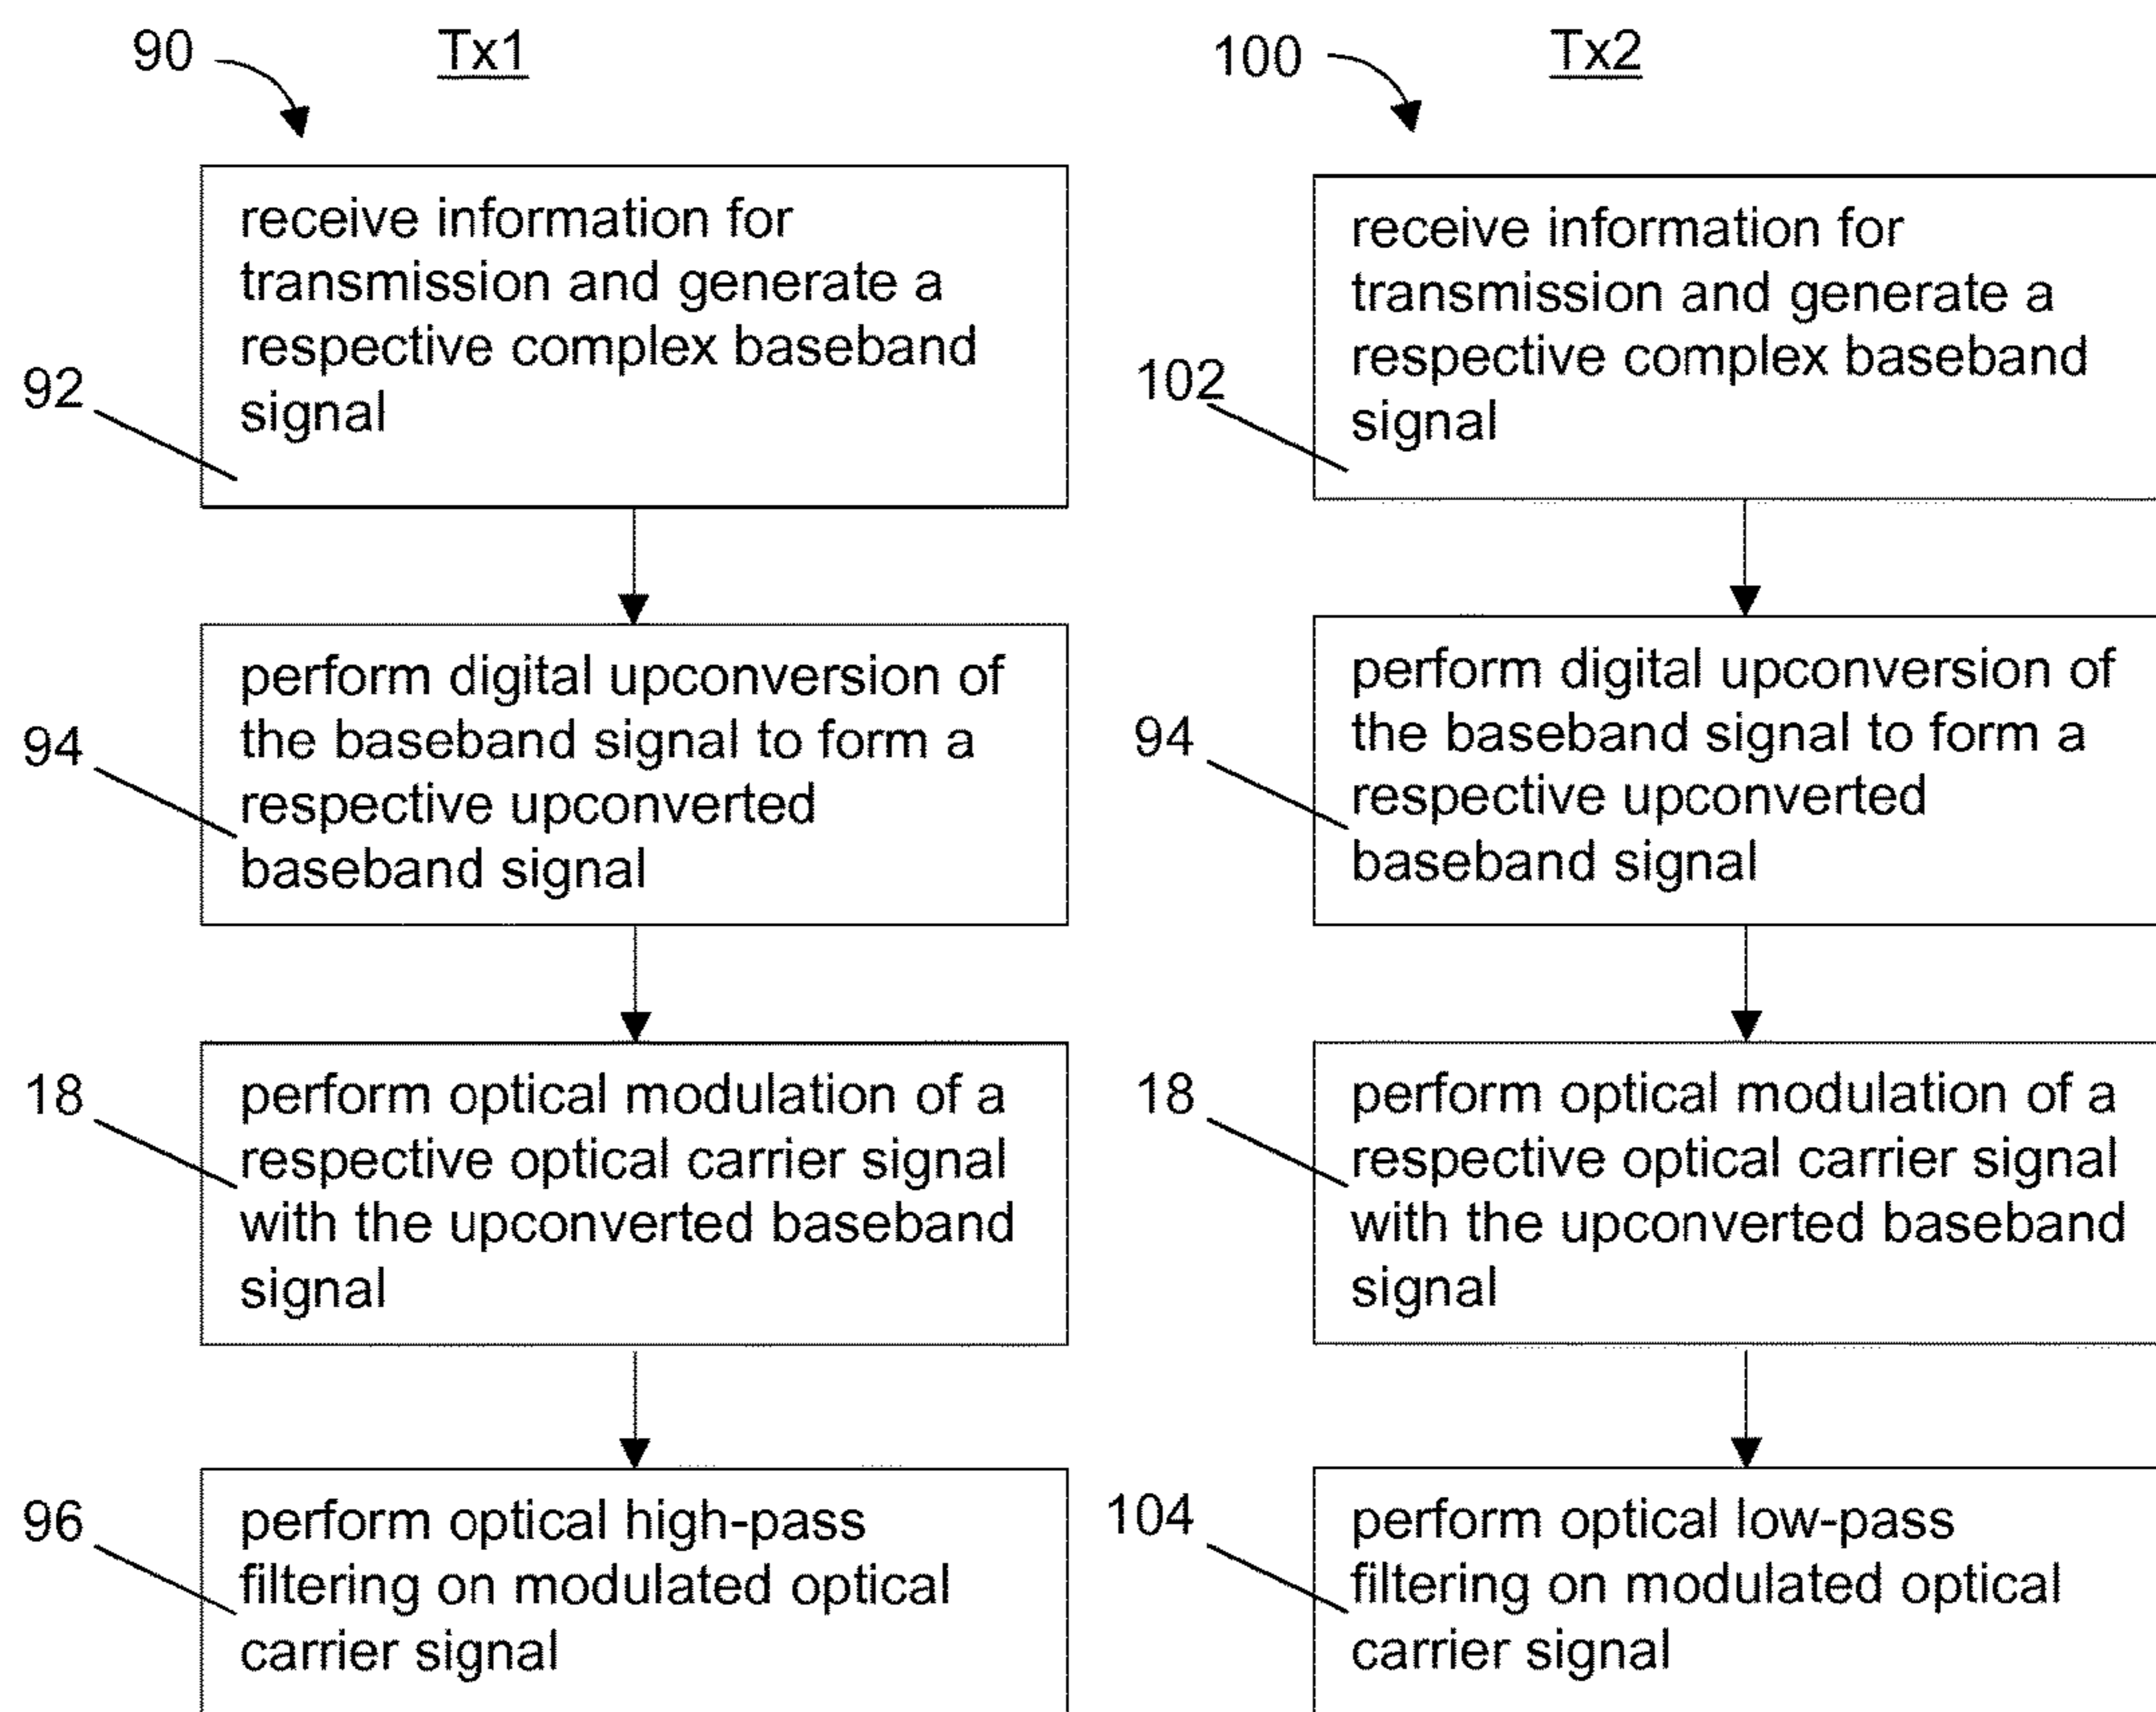 90
Tx1
receive information for
transmission and generate a
respective complex baseband
signal
92
perform digital upconversion of
the baseband signal to form a
respective upconverted
baseband signal
94
perform optical modulation of a
respective optical carrier signal
with the upconverted baseband
signal
18
perform optical high-pass
filtering on modulated optical
carrier signal
96
100
Tx2
receive information for
transmission and generate a
respective complex baseband
signal
102
perform digital upconversion of
the baseband signal to form a
respective upconverted
baseband signal
94
perform optical modulation of a
respective optical carrier signal
with the upconverted baseband
signal
18
perform optical low-pass
filtering on modulated optical
carrier signal
104